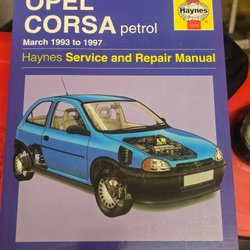 OPEL
CORSA petrol
March 1993 to 1997
Haynes
Haynes Service and Repair Manual